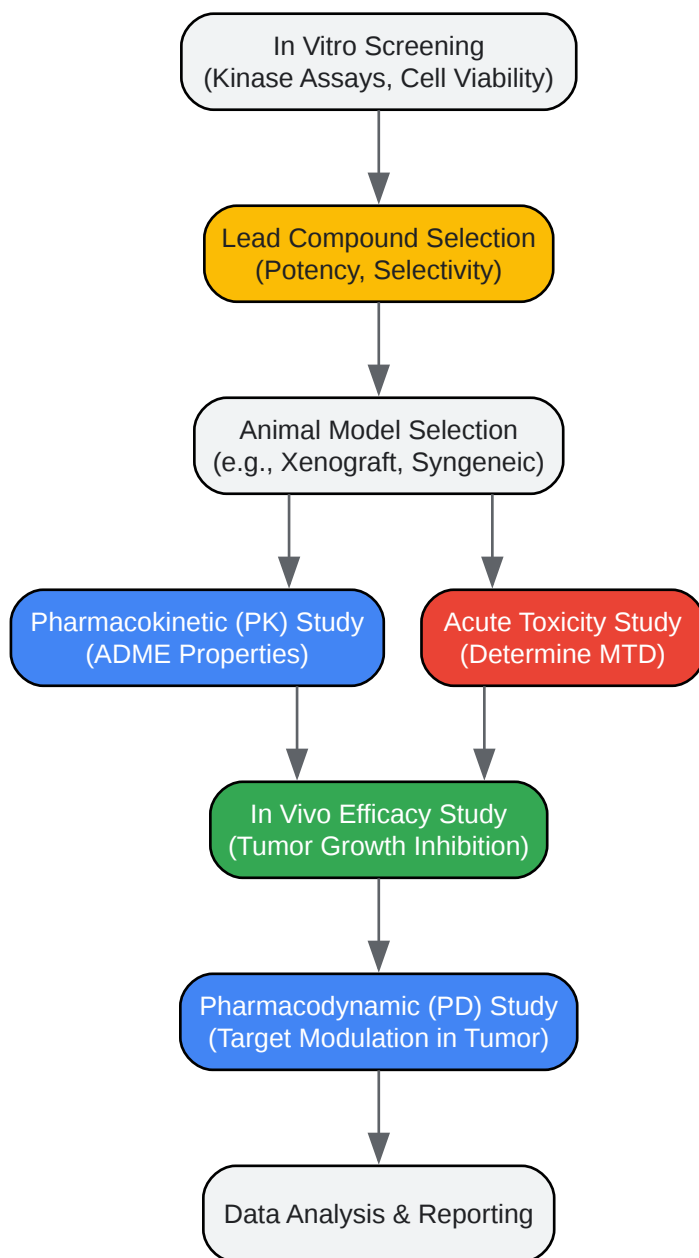 In Vitro Screening
(Kinase Assays, Cell Viability)
Lead Compound Selection
(Potency, Selectivity)
Animal Model Selection
(e.g., Xenograft, Syngeneic)
Pharmacokinetic (PK) Study
(ADME Properties)
Acute Toxicity Study
(Determine MTD)
In Vivo Efficacy Study
(Tumor Growth Inhibition)
Pharmacodynamic (PD) Study
(Target Modulation in Tumor)
Data Analysis & Reporting